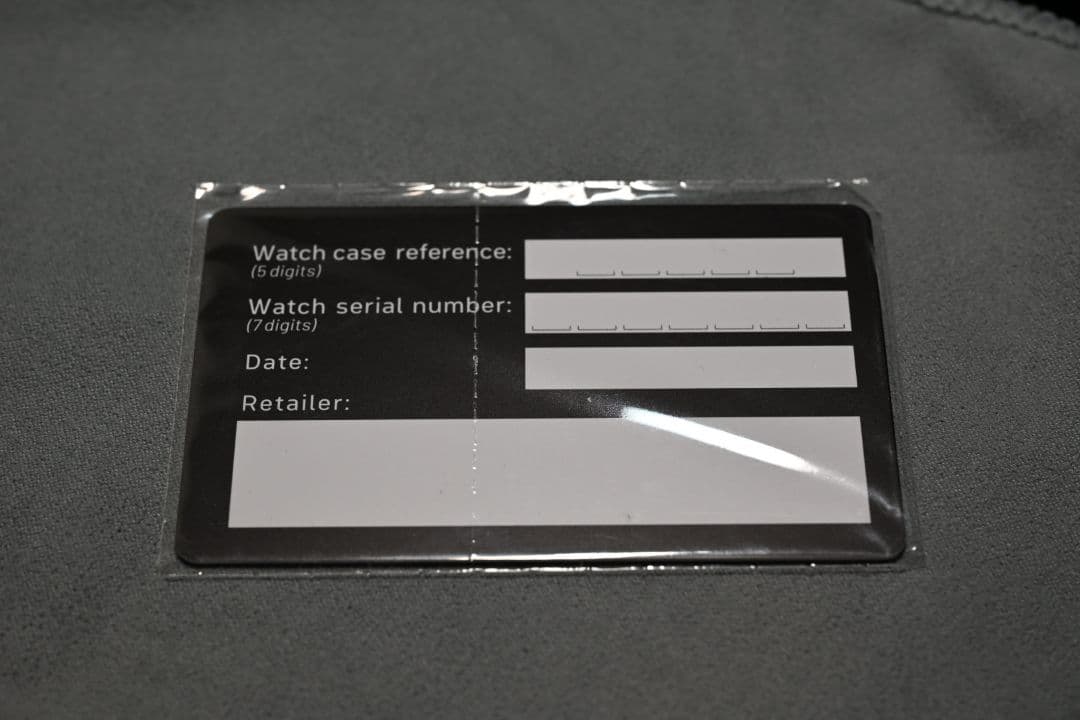 Watch case reference:
(5 digits)
Watch serial number:
(7 digits)
Date:
Retailer: